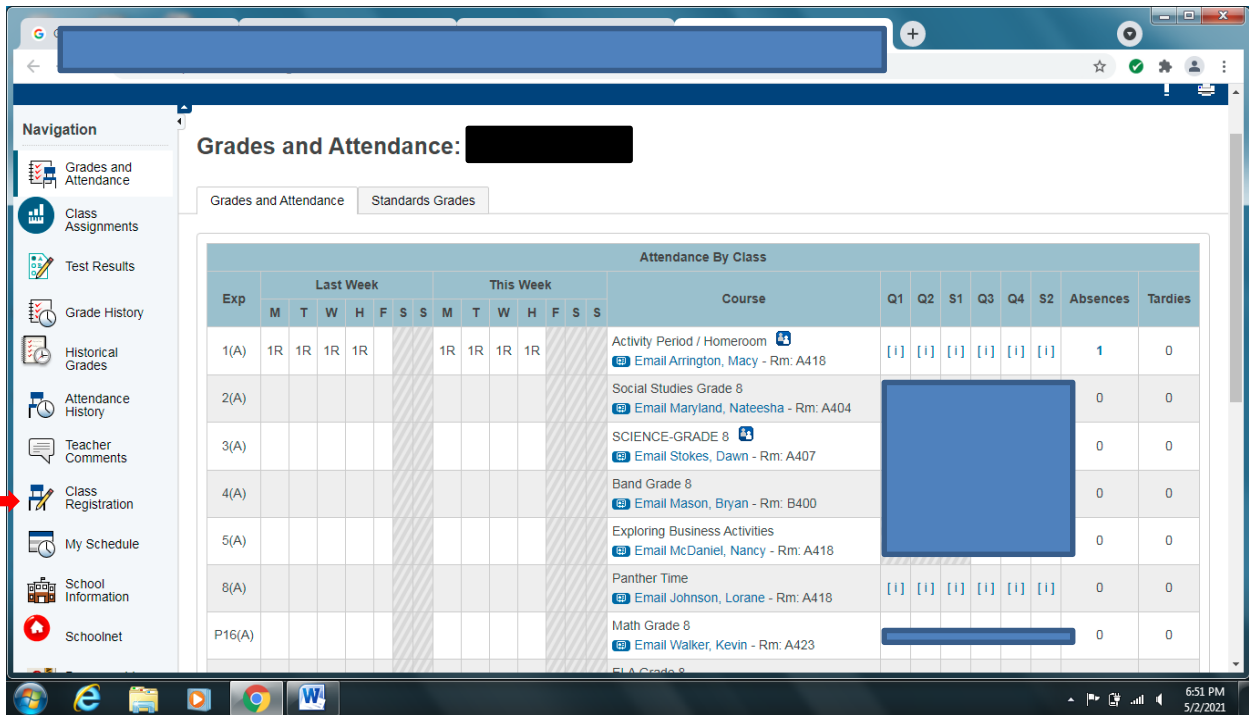 Navigation
Grades and
Attendance
Class
Assignments
Test Results
Grade History
Historical
Grades
Attendance
History
Teacher
Comments
Class
Registration
My Schedule
School
Information
Schoolnet
Grades and Attendance:
Grades and Attendance Standards Grades
Attendance By Class
Exp Last Week This Week Course Q1 Q2 S1 Q3 Q4 S2 Absences Tardies
M T W H F S S M T W H F S S
1(A) 1R 1R 1R 1R 1R 1R 1R 1R Activity Period / Homeroom [ i ] [ i ] [ i ] [ i ] [ i ] [ i ] 1 0
Email Arrington, Macy - Rm: A418
2(A) Social Studies Grade 8 0 0
Email Maryland, Nateesha - Rm: A404
3(A) SCIENCE-GRADE 8 0 0
Email Stokes, Dawn - Rm: A407
4(A) Band Grade 8 0 0
Email Mason, Bryan - Rm: B400
5(A) Exploring Business Activities 0 0
Email McDaniel, Nancy - Rm: A418
8(A) Panther Time [ i ] [ i ] [ i ] [ i ] [ i ] [ i ] 0 0
Email Johnson, Lorane - Rm: A418
P16(A) Math Grade 8 0 0
Email Walker, Kevin - Rm: A423
ELA Grade 8
6:51 PM
5/2/2021